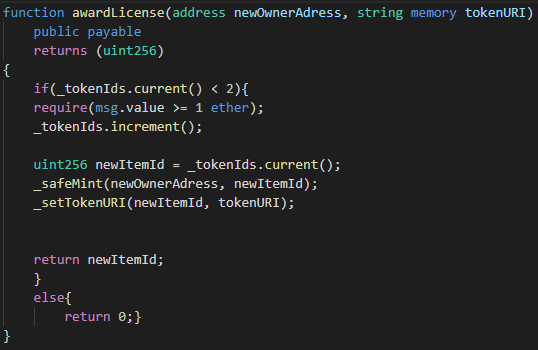 function awardLicense(address newOwnerAdress, string memory tokenURI)
    public payable
    returns (uint256)
{
    if(_tokenIds.current() < 2){
    require(msg.value >= 1 ether);
    _tokenIds.increment();

    uint256 newItemId = _tokenIds.current();
    _safeMint(newOwnerAdress, newItemId);
    _setTokenURI(newItemId, tokenURI);


    return newItemId;
    }
    else{
        return 0;}
}